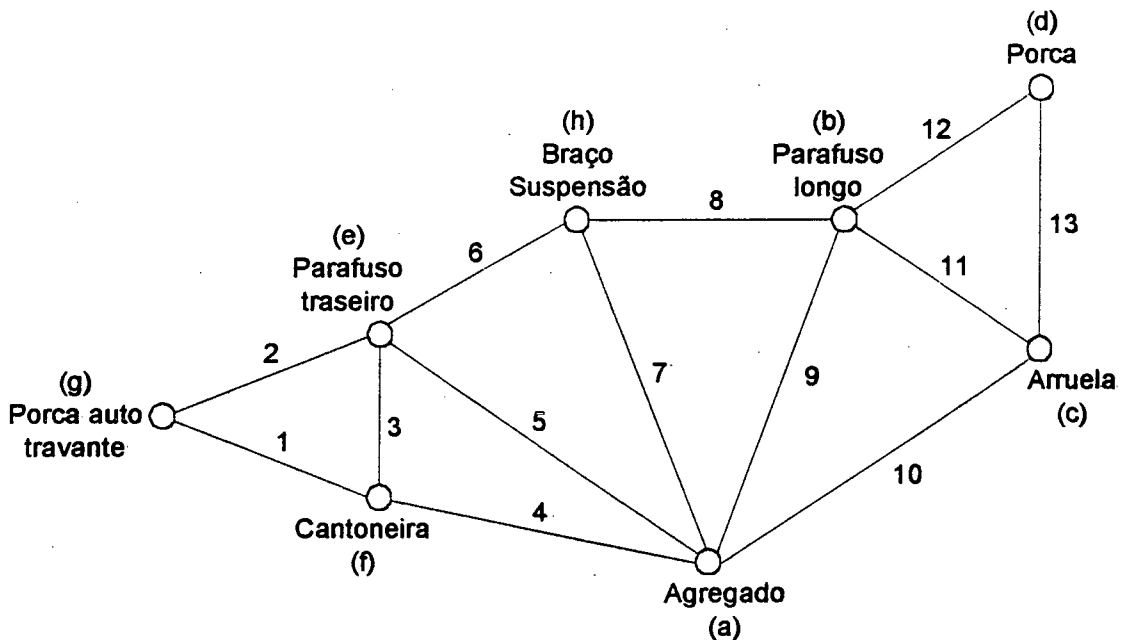 (d)
Porca
(h)
Braço
Suspensão
(b)
Parafuso
longo
12
8
13
(e)
Parafuso
traseiro
6
11
2
(g)
Porca auto
travante
7
9
Arruela
(c)
1
3
5
10
4
Cantoneira
(f)
Agregado
(a)